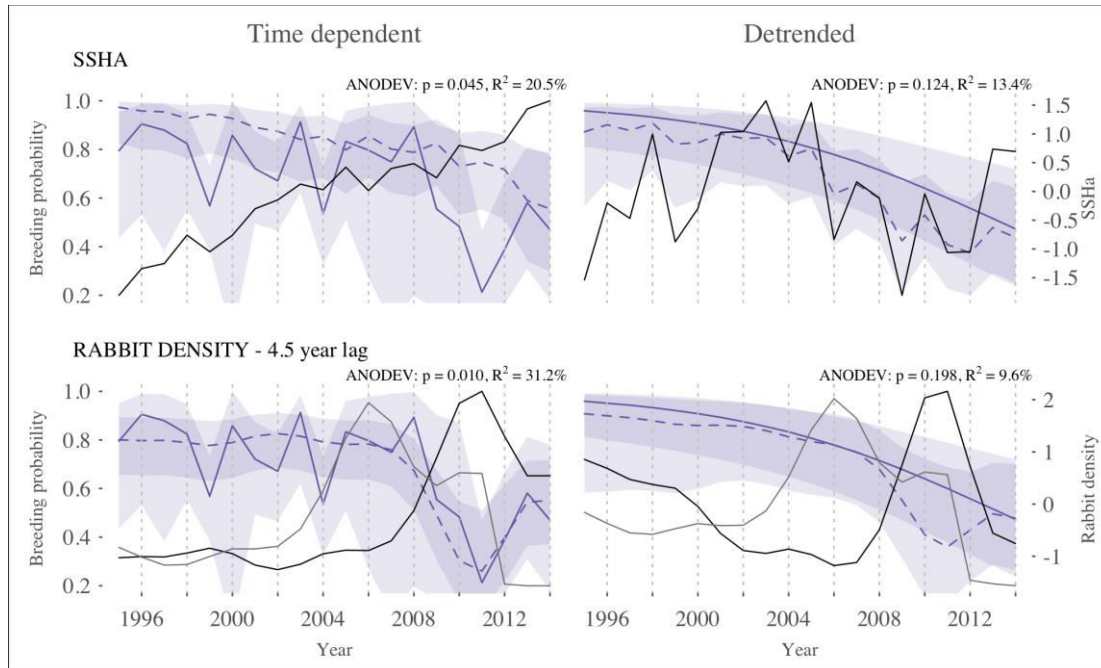 Time dependent
Detrended
SSHA
ANODEV: p = 0.045, R² = 20.5%
ANODEV: p = 0.124, R² = 13.4%
Breeding probability
1.0
0.8
0.6
0.4
0.2
1.5
1.0
0.5
0.0
-0.5
-1.0
-1.5
SSHa
RABBIT DENSITY - 4.5 year lag
ANODEV: p = 0.010, R² = 31.2%
ANODEV: p = 0.198, R² = 9.6%
Breeding probability
1.0
0.8
0.6
0.4
0.2
2
1
0
-1
Rabbit density
1996 2000 2004 2008 2012
1996 2000 2004 2008 2012
Year
Year